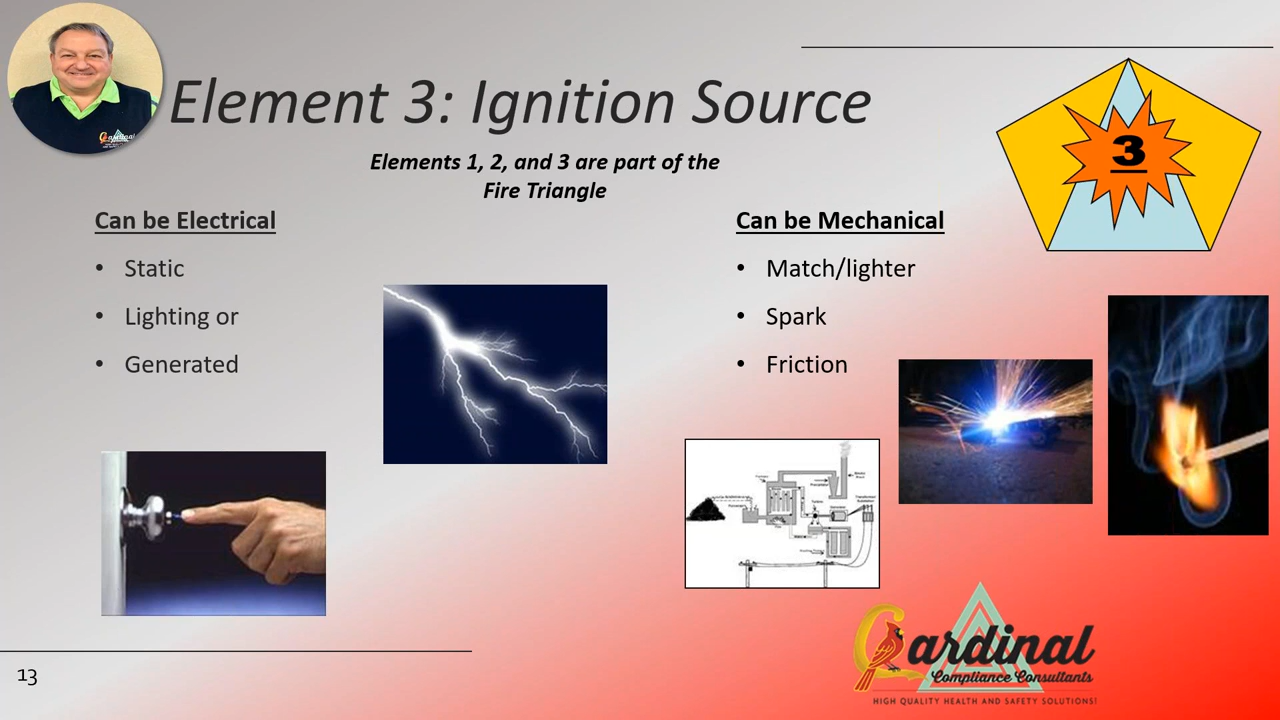 Element 3: Ignition Source
Elements 1, 2, and 3 are part of the
Fire Triangle
3
Can be Electrical
• Static
• Lighting or
• Generated
Can be Mechanical
• Match/lighter
• Spark
• Friction
Cardinal
Compliance Consultants
HIGH QUALITY HEALTH AND SAFETY SOLUTIONS!
13
Cardinal